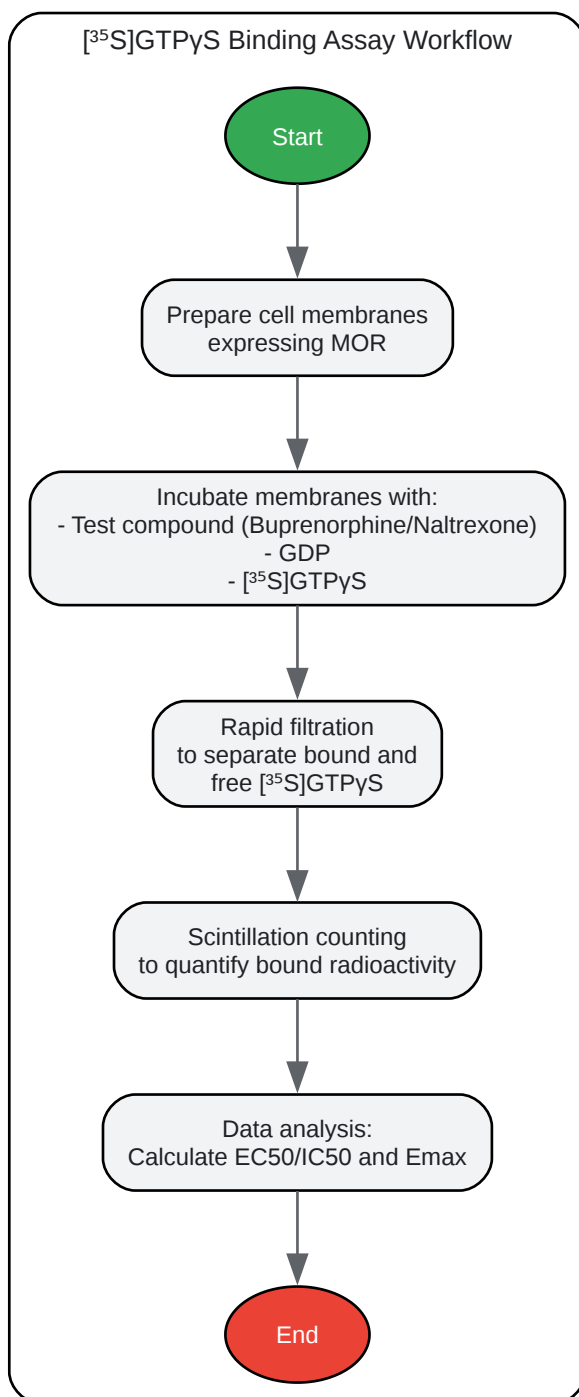 [³⁵S]GTPγS Binding Assay Workflow
Start
Prepare cell membranes
expressing MOR
Incubate membranes with:
- Test compound (Buprenorphine/Naltrexone)
- GDP
- [³⁵S]GTPγS
Rapid filtration
to separate bound and
free [³⁵S]GTPγS
Scintillation counting
to quantify bound radioactivity
Data analysis:
Calculate EC50/IC50 and Emax
End